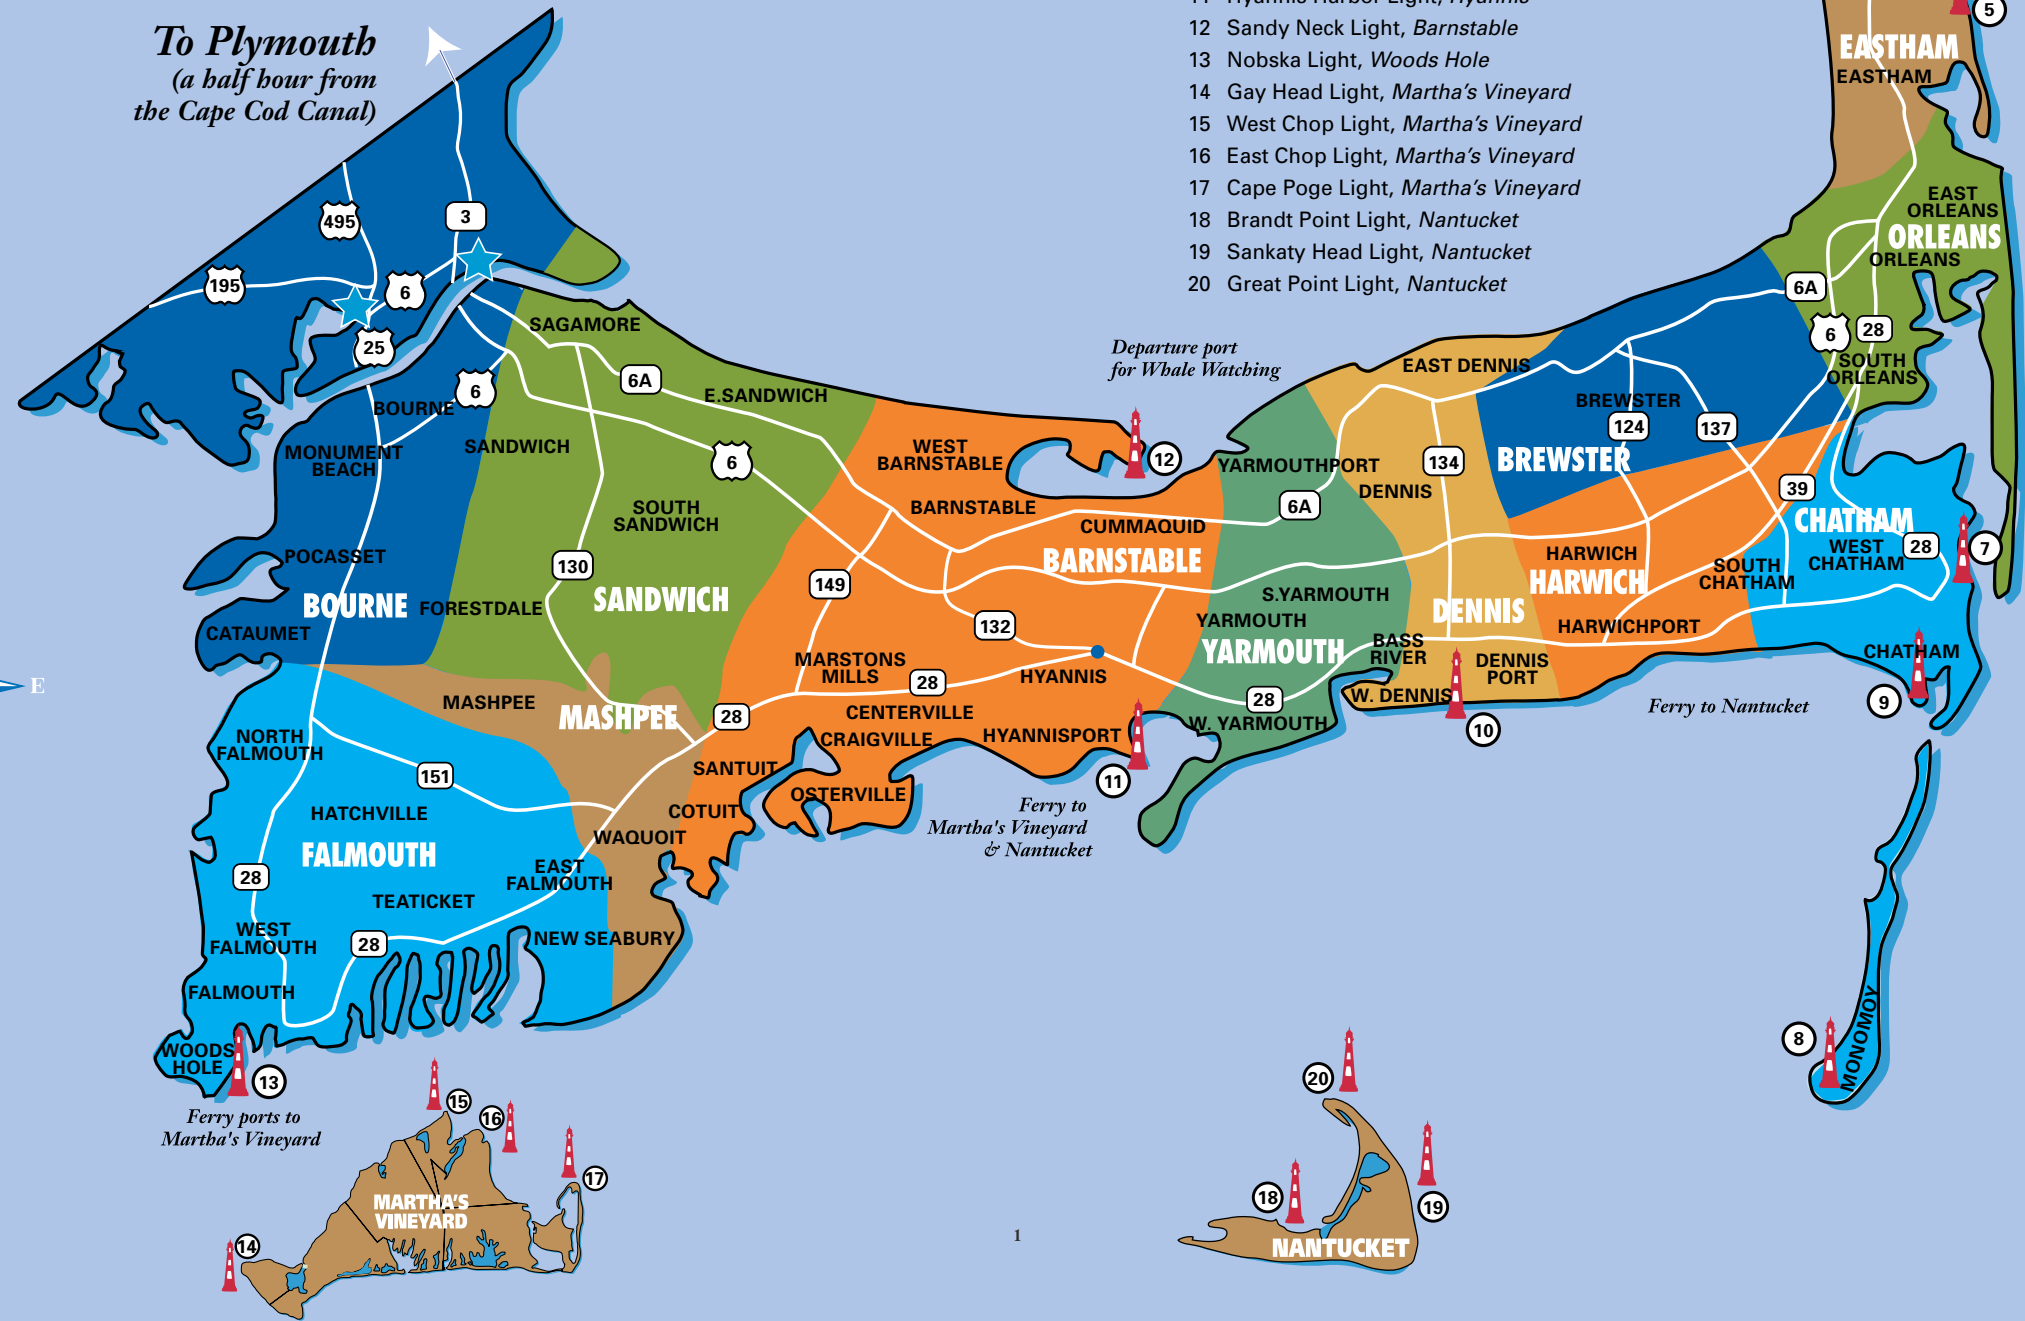 To Plymouth
(a half hour from
the Cape Cod Canal)
11 Hyannis Harbor Light, Hyannis
12 Sandy Neck Light, Barnstable
13 Nobska Light, Woods Hole
14 Gay Head Light, Martha's Vineyard
15 West Chop Light, Martha's Vineyard
16 East Chop Light, Martha's Vineyard
17 Cape Poge Light, Martha's Vineyard
18 Brandt Point Light, Nantucket
19 Sankaty Head Light, Nantucket
20 Great Point Light, Nantucket
5
EASTHAM
EASTHAM
EAST
ORLEANS
ORLEANS
ORLEANS
6A
6
28
SOUTH
ORLEANS
495
3
195
6
25
6
BOURNE
MONUMENT
BEACH
POCASSET
BOURNE
CATAUMET
SAGAMORE
6A
E.SANDWICH
SANDWICH
6
SOUTH
SANDWICH
130
SANDWICH
FORESTDALE
Departure port
for Whale Watching
12
WEST
BARNSTABLE
BARNSTABLE
CUMMAQUID
BARNSTABLE
149
132
MARSTONS
MILLS
28
HYANNIS
CENTERVILLE
CRAIGVILLE
HYANNISPORT
OSTERVILLE
SANTUIT
COTUIT
11
Ferry to
Martha's Vineyard
& Nantucket
YARMOUTHPORT
6A
S.YARMOUTH
YARMOUTH
YARMOUTH
BASS
RIVER
28
W. YARMOUTH
EAST DENNIS
134
DENNIS
DENNIS
DENNIS
PORT
W. DENNIS
10
BREWSTER
124
137
BREWSTER
39
HARWICH
HARWICH
HARWICHPORT
SOUTH
CHATHAM
CHATHAM
WEST
CHATHAM
28
7
CHATHAM
9
Ferry to Nantucket
E
MASHPEE
MASHPEE
28
NORTH
FALMOUTH
151
HATCHVILLE
FALMOUTH
WAQUOIT
28
EAST
FALMOUTH
TEATICKET
WEST
FALMOUTH
28
NEW SEABURY
FALMOUTH
WOODS
HOLE
13
Ferry ports to
Martha's Vineyard
15
16
17
MARTHA'S
VINEYARD
14
1
20
18
19
NANTUCKET
8
MONOMOY